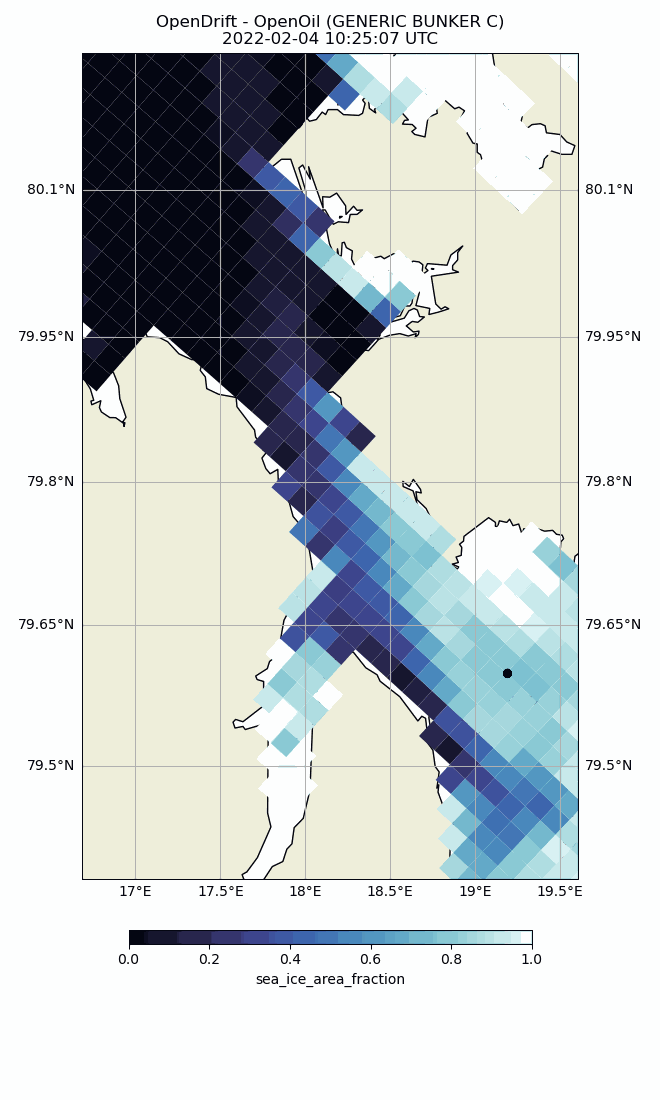 OpenDrift - OpenOil (GENERIC BUNKER C)
2022-02-04 10:25:07 UTC
80.1°N 80.1°N
79.95°N 79.95°N
79.8°N 79.8°N
79.65°N 79.65°N
79.5°N 79.5°N
17°E 17.5°E 18°E 18.5°E 19°E 19.5°E
0.0 0.2 0.4 0.6 0.8 1.0
sea_ice_area_fraction